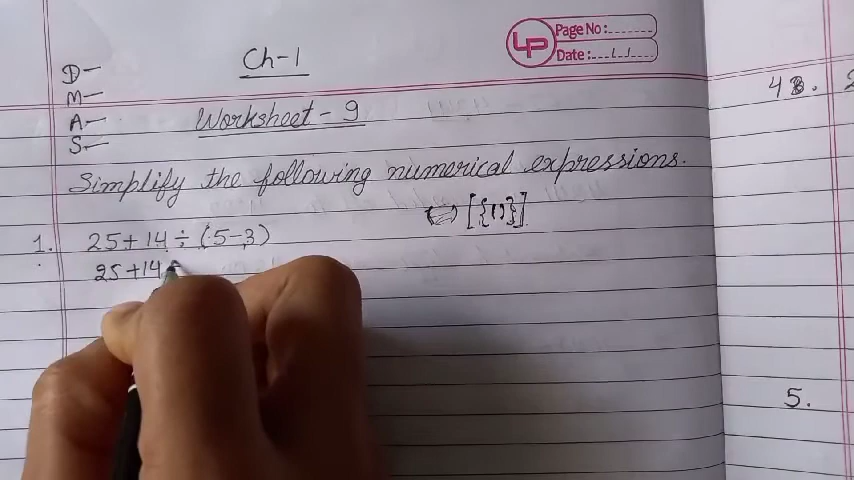 LP
Page No :
Date :
Ch-1
D-
M-
A-
S-
Worksheet - 9
Simplify the following numerical expressions.
[{()}]
1. 25 + 14 ÷ (5-3)
25 + 14
4
5.